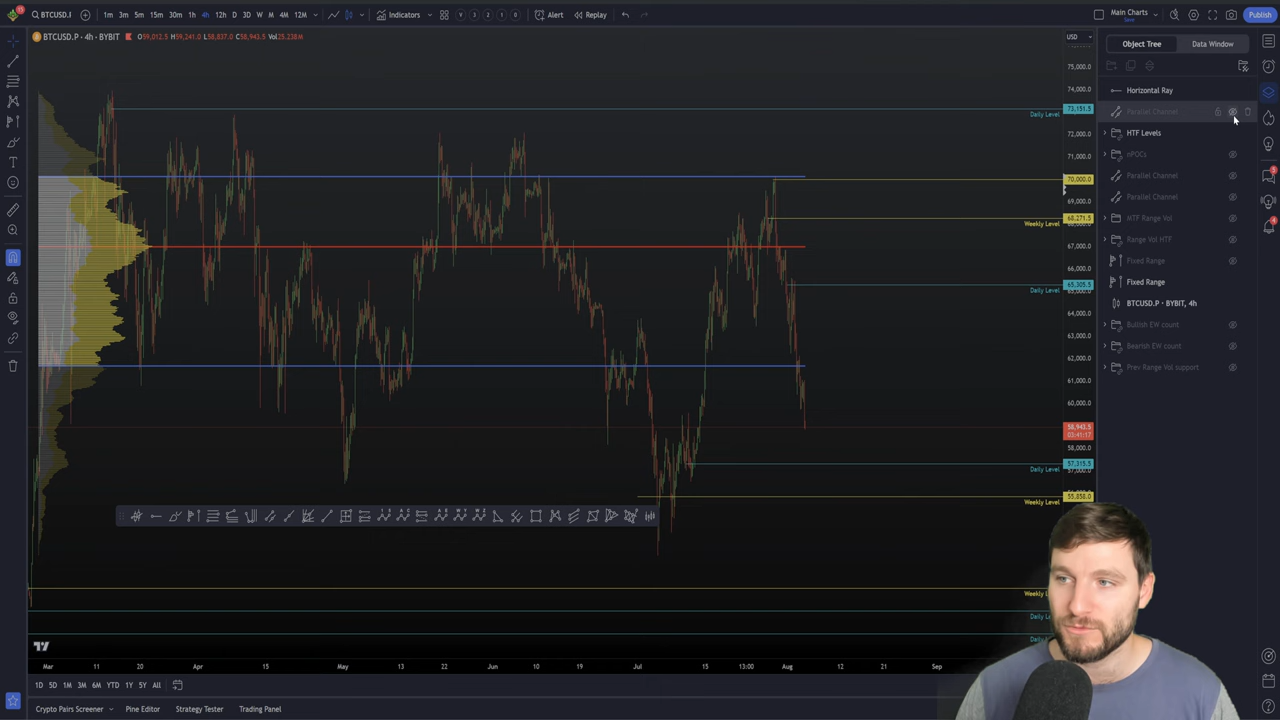 BTCUSD.I
1m 3m 5m 15m 30m 1h 4h 12h D 3D W M 4M 12M
Indicators
Alert
Replay
Main Charts
Save
Publish
BTCUSD.P · 4h · BYBIT
O59,012.5 H59,241.0 L58,837.0 C58,943.5 Vol25.238M
USD
Object Tree
Data Window
75,000.0
74,000.0
73,151.5
Daily Level
72,000.0
71,000.0
70,000.0
69,000.0
68,271.5
Weekly Level
67,000.0
66,000.0
65,305.5
Daily Level
64,000.0
63,000.0
62,000.0
61,000.0
60,000.0
58,943.5
03:41:17
58,000.0
57,315.5
Daily Level
55,858.0
Weekly Level
Daily
Daily
Horizontal Ray
Parallel Channel
HTF Levels
nPOCs
Parallel Channel
Parallel Channel
MTF Range Vol
Range Vol HTF
Fixed Range
Fixed Range
BTCUSD.P · BYBIT, 4h
Bullish EW count
Bearish EW count
Prev Range Vol support
Mar 11 20 Apr 15 May 13 22 Jun 10 19 Jul 15 13:00 Aug 12 21 Sep
1D 5D 1M 3M 6M YTD 1Y 5Y All
Crypto Pairs Screener
Pine Editor
Strategy Tester
Trading Panel